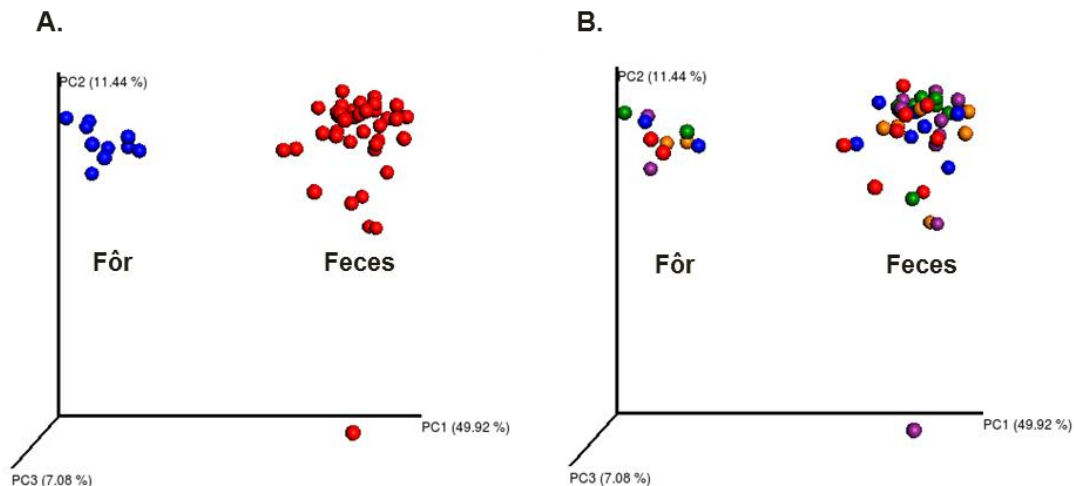 A.
PC2 (11.44 %)
Fôr
Feces
PC1 (49.92 %)
PC3 (7.08 %)
B.
PC2 (11.44 %)
Fôr
Feces
PC1 (49.92 %)
PC3 (7.08 %)